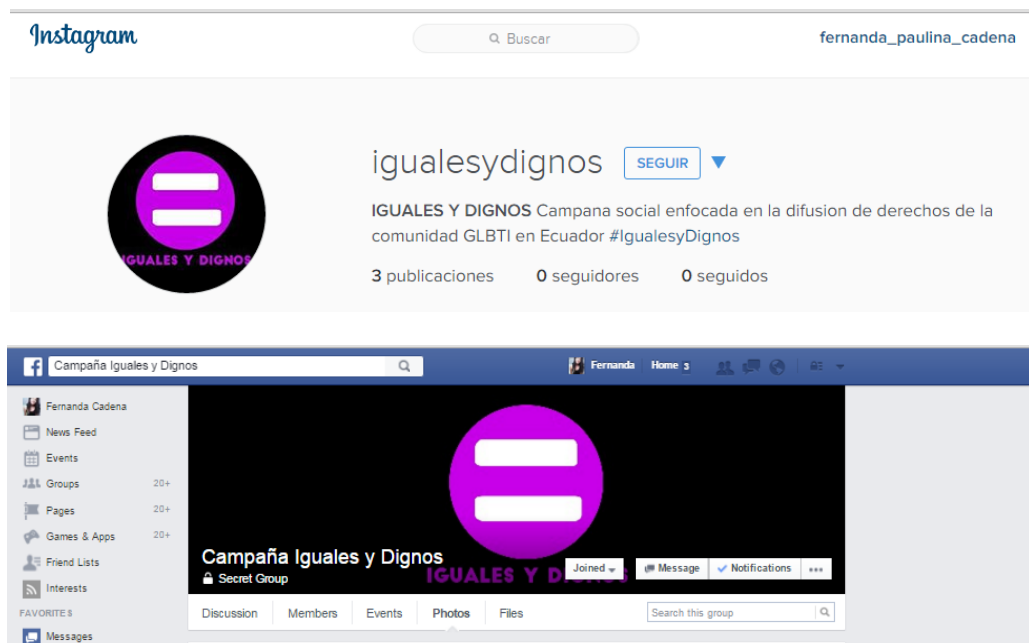 Instagram
Buscar
fernanda_paulina_cadena
igualesydignos SEGUIR
IGUALES Y DIGNOS Campana social enfocada en la difusion de derechos de la
comunidad GLBTI en Ecuador #IgualesyDignos
3 publicaciones 0 seguidores 0 seguidos
IGUALES Y DIGNOS
f Campaña Iguales y Dignos
Fernanda Home 3
Fernanda Cadena
News Feed
Events
Groups 20+
Pages 20+
Games & Apps 20+
Friend Lists
Interests
FAVORITES
Messages
Campaña Iguales y Dignos
Secret Group
IGUALES Y D
Joined Message Notifications
Discussion Members Events Photos Files
Search this group